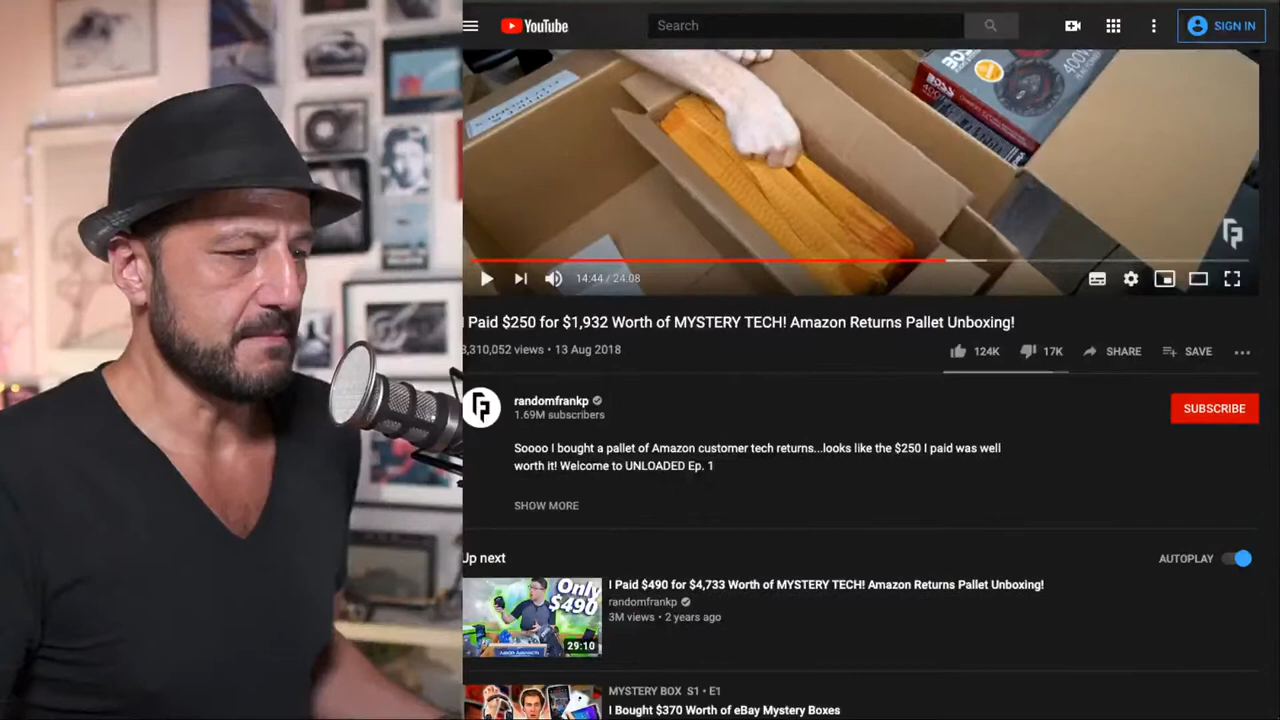 YouTube
Search
SIGN IN
BOSS
400W
14:44 / 24:08
I Paid $250 for $1,932 Worth of MYSTERY TECH! Amazon Returns Pallet Unboxing!
3,310,052 views • 13 Aug 2018
124K
17K
SHARE
SAVE
randomfrankp
1.69M subscribers
SUBSCRIBE
Soooo I bought a pallet of Amazon customer tech returns...looks like the $250 I paid was well
worth it! Welcome to UNLOADED Ep. 1
SHOW MORE
Up next
AUTOPLAY
Only
$490
29:10
I Paid $490 for $4,733 Worth of MYSTERY TECH! Amazon Returns Pallet Unboxing!
randomfrankp
3M views • 2 years ago
MYSTERY BOX S1 • E1
I Bought $370 Worth of eBay Mystery Boxes